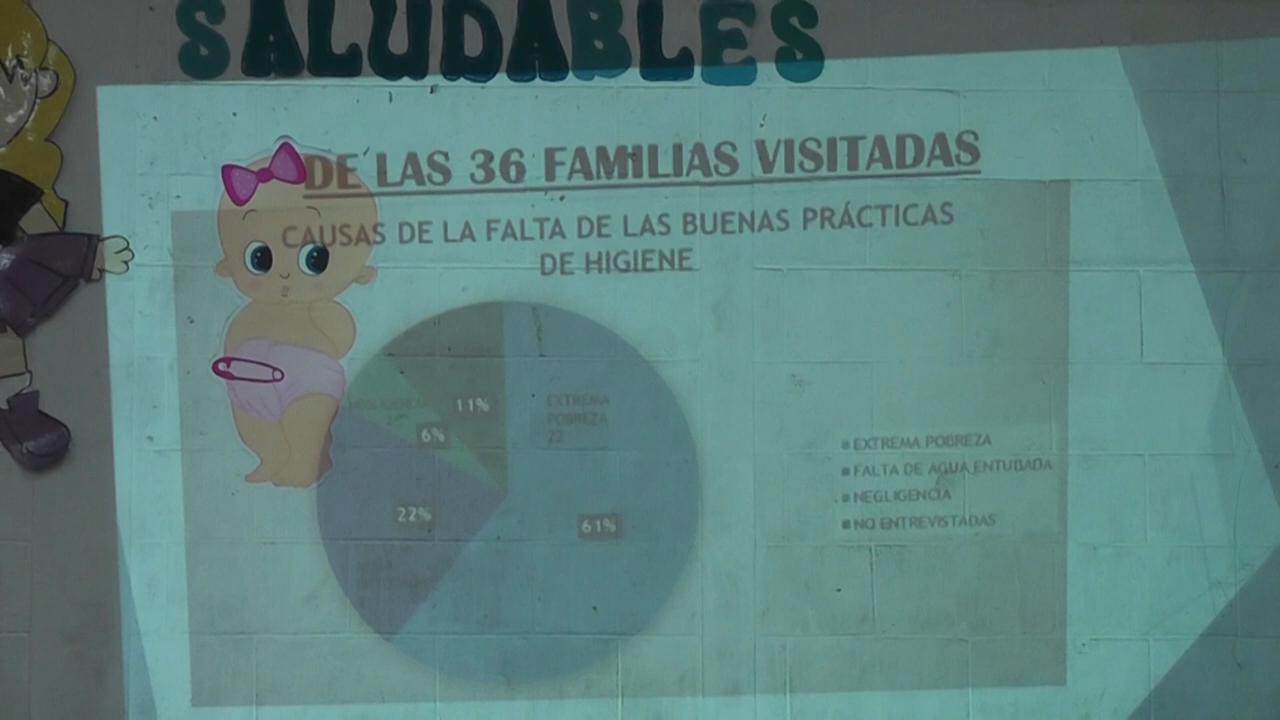 SALUDABLES
DE LAS 36 FAMILIAS VISITADAS
CAUSAS DE LA FALTA DE LAS BUENAS PRÁCTICAS
DE HIGIENE
NEGLIGENCIA
11%
6%
EXTREMA
POBREZA
22
22%
61%
EXTREMA POBREZA
FALTA DE AGUA ENTUBADA
NEGLIGENCIA
NO ENTREVISTADAS